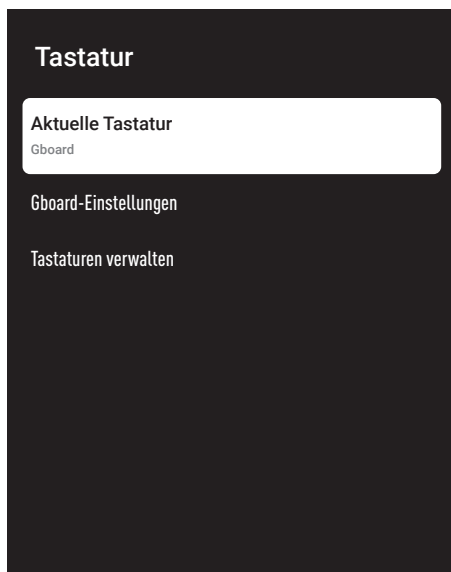 Tastatur
Aktuelle Tastatur
Gboard
Gboard-Einstellungen
Tastaturen verwalten